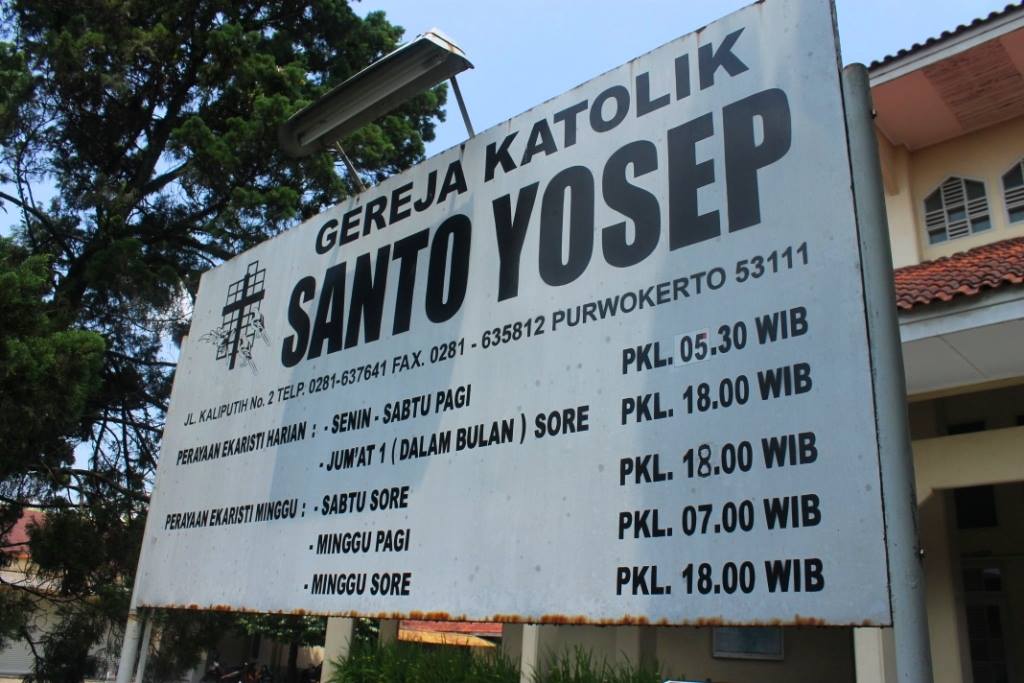 GEREJA KATOLIK
SANTO YOSEP
JL. KALIPUTIH No. 2 TELP. 0281-637641 FAX. 0281 - 635812 PURWOKERTO 53111
PERAYAAN EKARISTI HARIAN : - SENIN - SABTU PAGI PKL. 05.30 WIB
- JUM'AT 1 ( DALAM BULAN ) SORE PKL. 18.00 WIB
PERAYAAN EKARISTI MINGGU : - SABTU SORE PKL. 18.00 WIB
- MINGGU PAGI PKL. 07.00 WIB
- MINGGU SORE PKL. 18.00 WIB